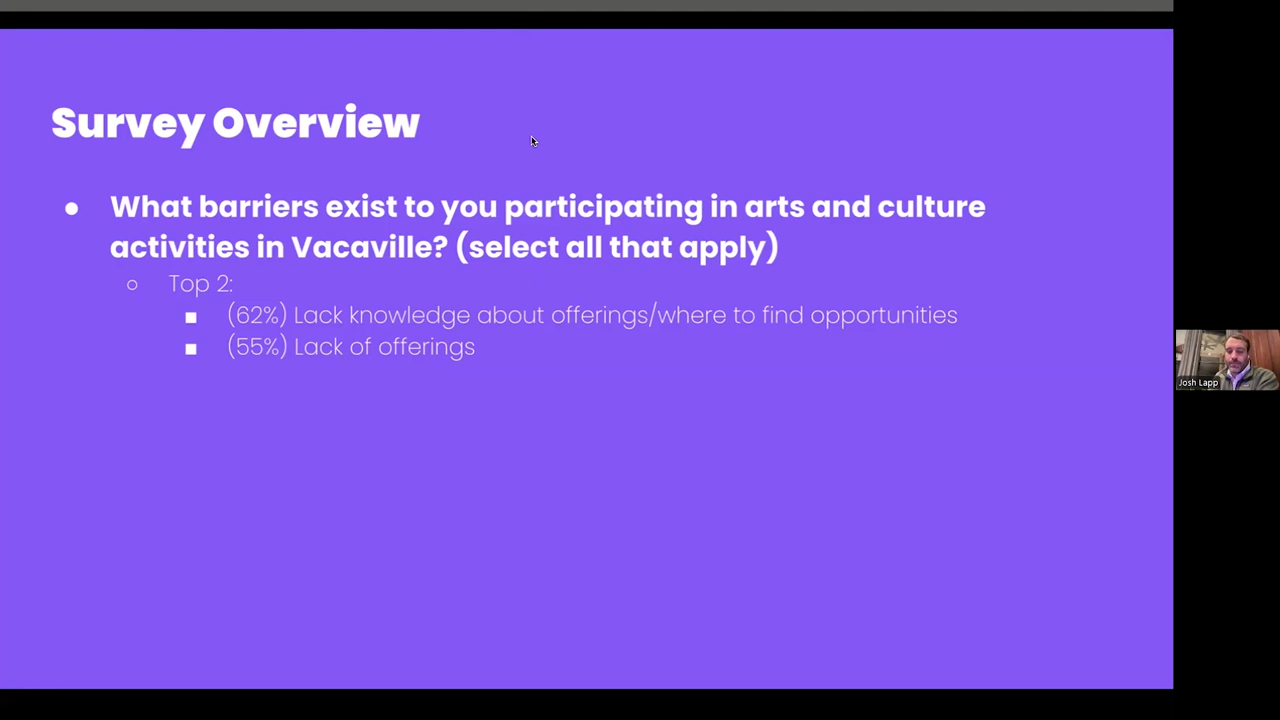 Survey Overview
● What barriers exist to you participating in arts and culture
activities in Vacaville? (select all that apply)
○ Top 2:
■ (62%) Lack knowledge about offerings/where to find opportunities
■ (55%) Lack of offerings
Josh Lapp